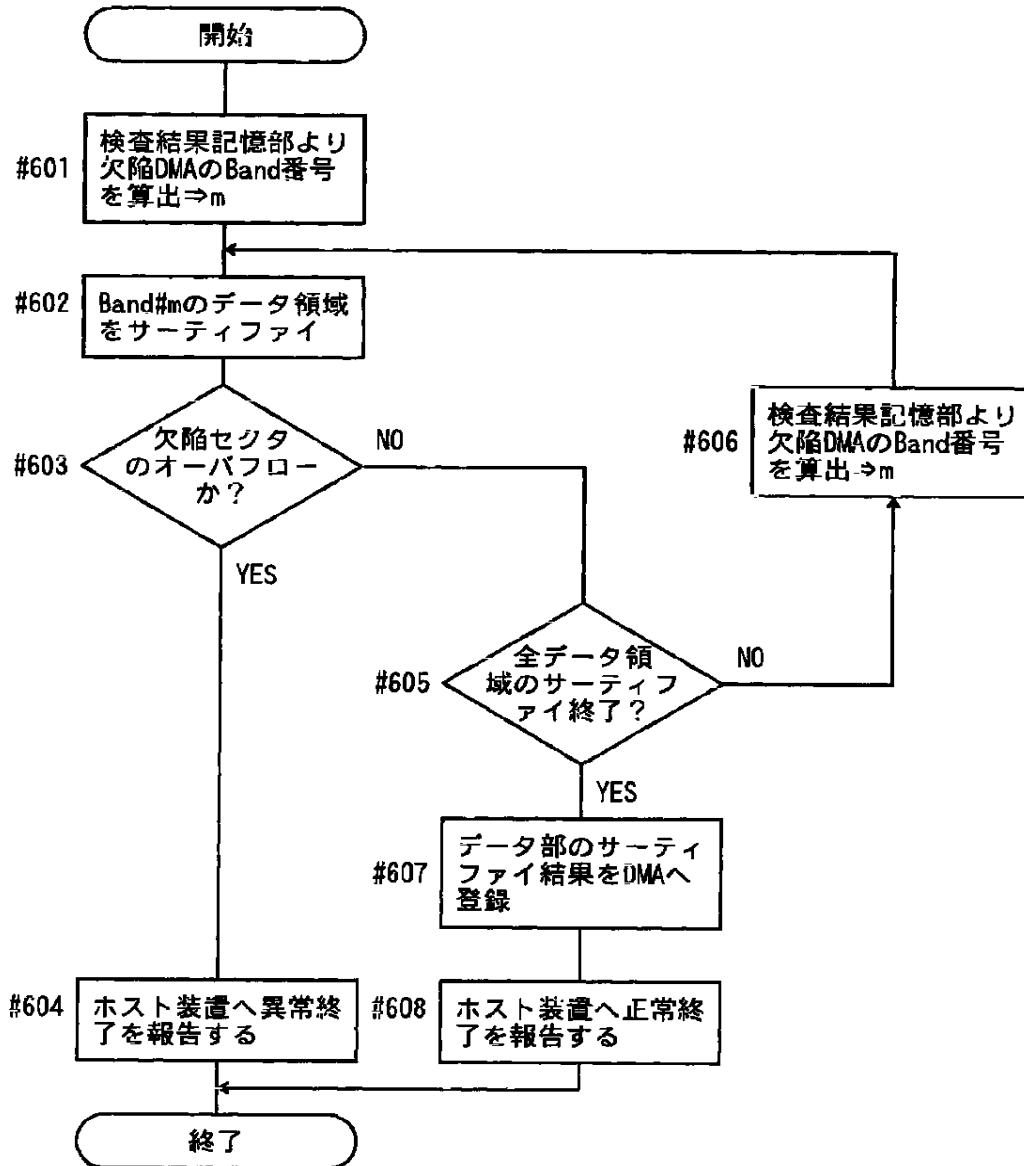 開始
#601
検査結果記憶部より
欠陥DMAのBand番号
を算出⇒m
#602
Band#mのデータ領域
をサーティファイ
#603
欠陥セクタ
のオーバフロー
か？
NO
YES
#606
検査結果記憶部より
欠陥DMAのBand番号
を算出⇒m
#605
全データ領
域のサーティフ
ァイ終了？
NO
YES
#607
データ部のサーティ
ファイ結果をDMAへ
登録
#604
ホスト装置へ異常終
了を報告する
#608
ホスト装置へ正常終
了を報告する
終了